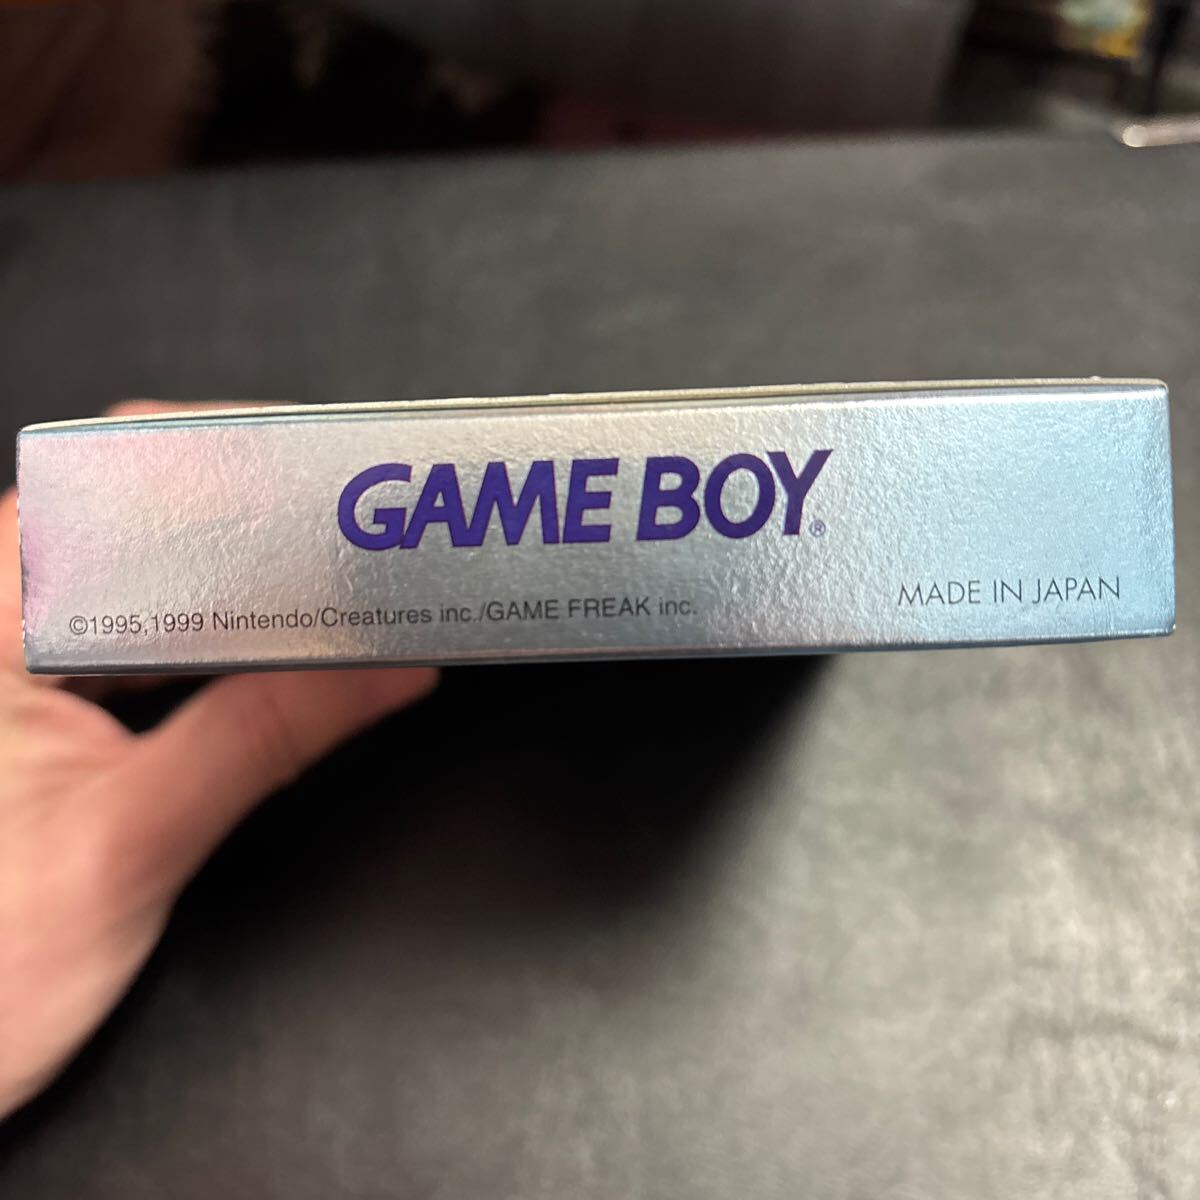 GAME BOY®
MADE IN JAPAN
©1995,1999 Nintendo/Creatures inc./GAME FREAK inc.